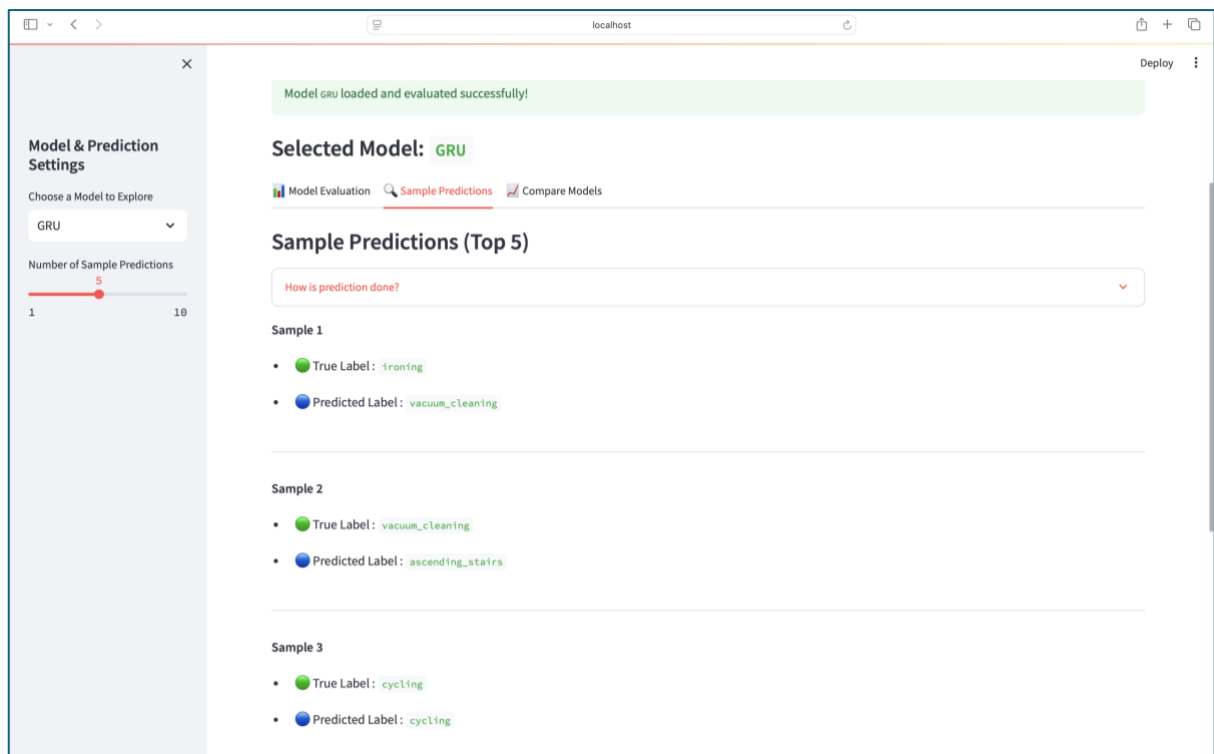 localhost
Deploy
Model GRU loaded and evaluated successfully!
Model & Prediction
Settings
Choose a Model to Explore
GRU
Number of Sample Predictions
5
1 10
Selected Model: GRU
Model Evaluation Sample Predictions Compare Models
Sample Predictions (Top 5)
How is prediction done?
Sample 1
• True Label : ironing
• Predicted Label : vacuum_cleaning
Sample 2
• True Label : vacuum_cleaning
• Predicted Label : ascending_stairs
Sample 3
• True Label : cycling
• Predicted Label : cycling